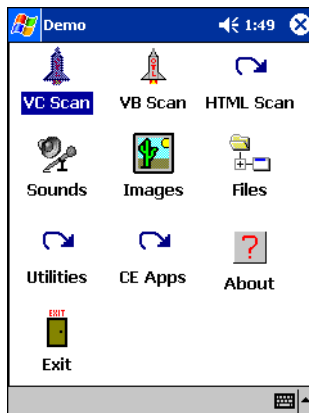 Demo 1:49
VC Scan VB Scan HTML Scan
Sounds Images Files
?
Utilities CE Apps About
EXIT
Exit